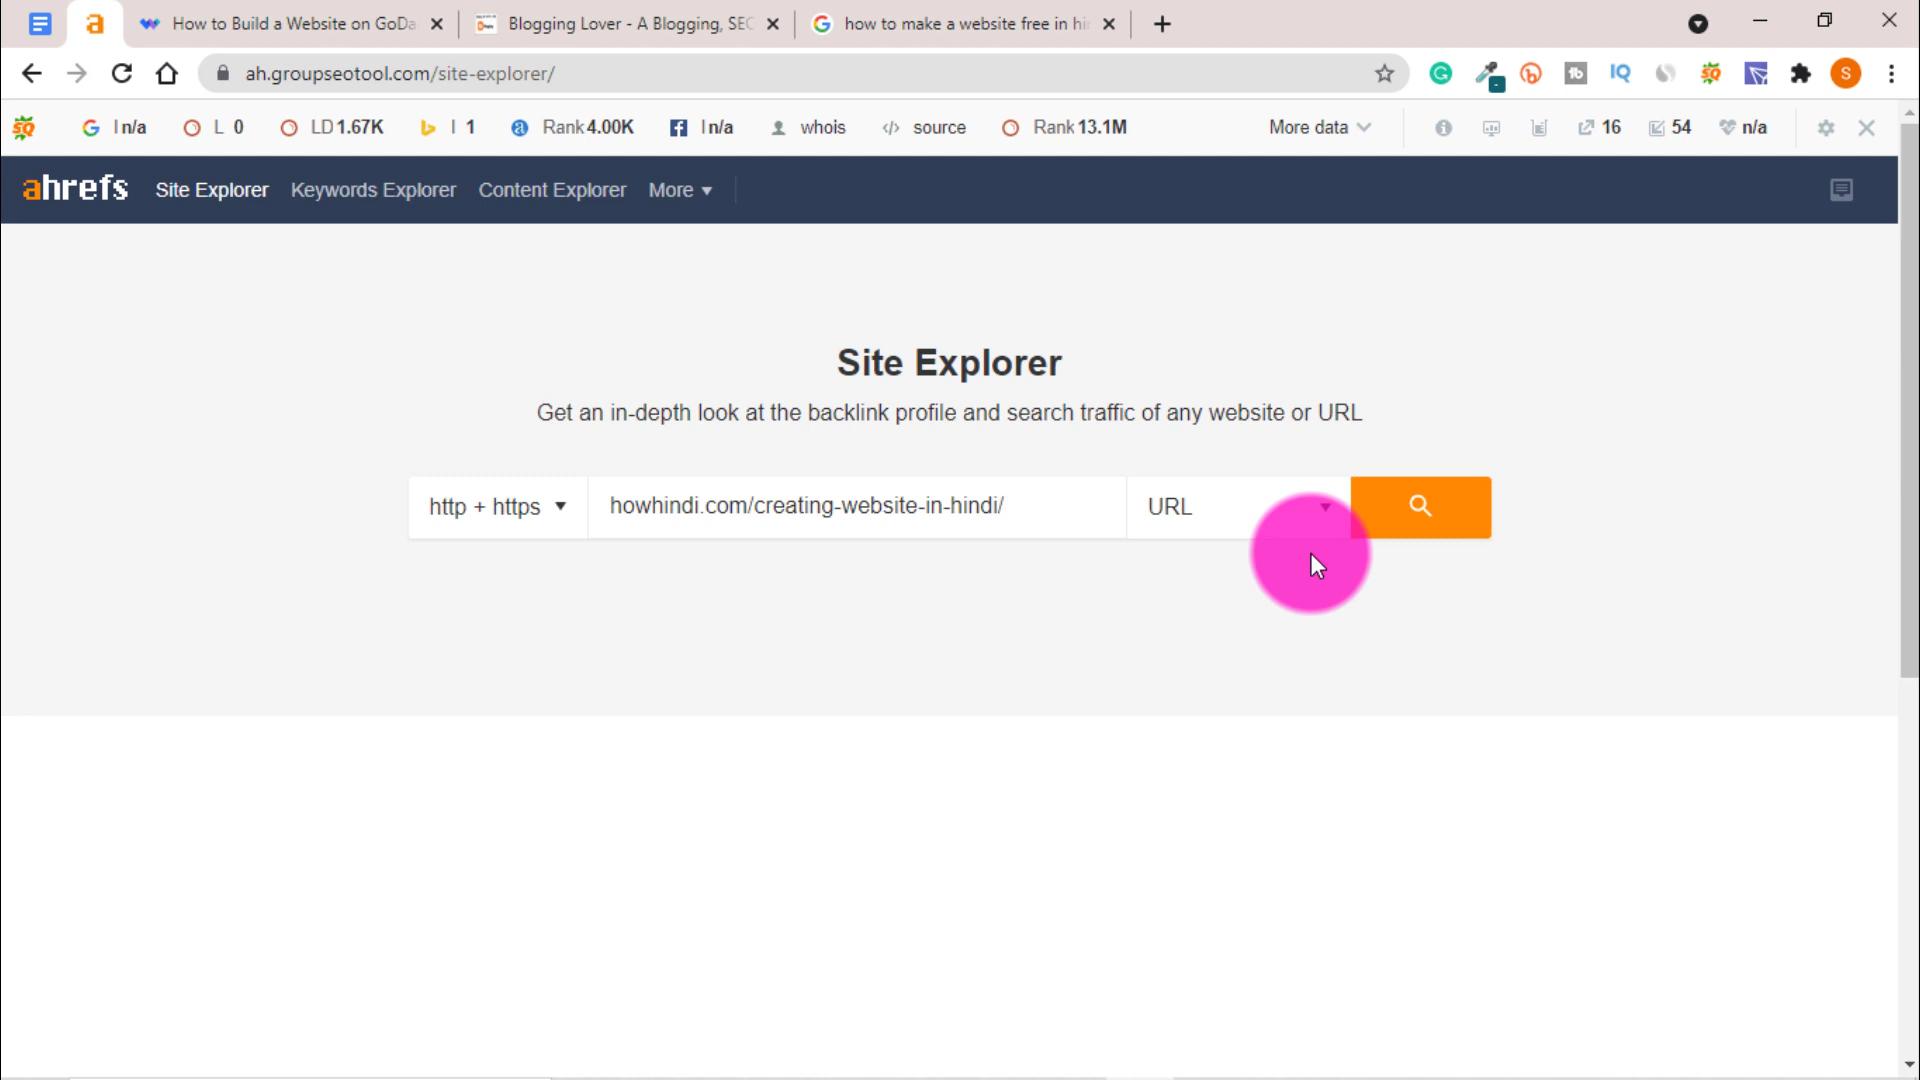 How to Build a Website on GoDa
Blogging Lover - A Blogging, SEC
how to make a website free in hi
ah.groupseotool.com/site-explorer/
SQ I n/a L 0 LD 1.67K I 1 Rank 4.00K I n/a whois source Rank 13.1M More data 16 54 n/a
ahrefs Site Explorer Keywords Explorer Content Explorer More
Site Explorer
Get an in-depth look at the backlink profile and search traffic of any website or URL
http + https howhindi.com/creating-website-in-hindi/ URL